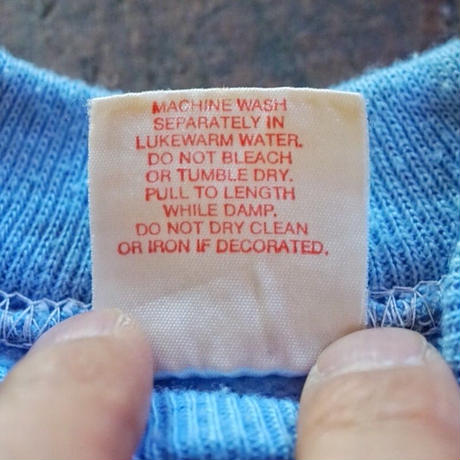 MACHINE WASH
SEPARATELY IN
LUKEWARM WATER.
DO NOT BLEACH
OR TUMBLE DRY.
PULL TO LENGTH
WHILE DAMP.
DO NOT DRY CLEAN
OR IRON IF DECORATED.